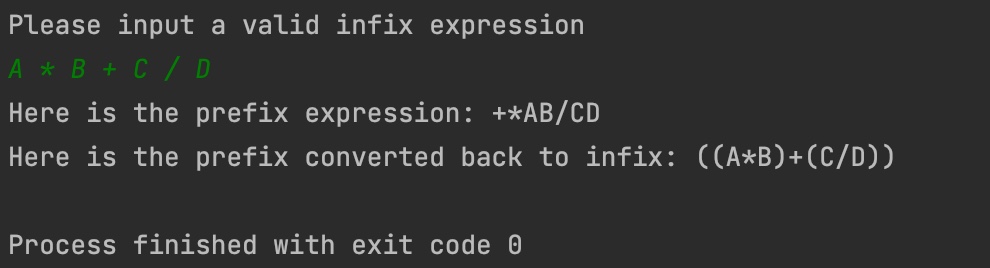 Please input a valid infix expression
A * B + C / D
Here is the prefix expression: +*AB/CD
Here is the prefix converted back to infix: ((A*B)+(C/D))
Process finished with exit code 0